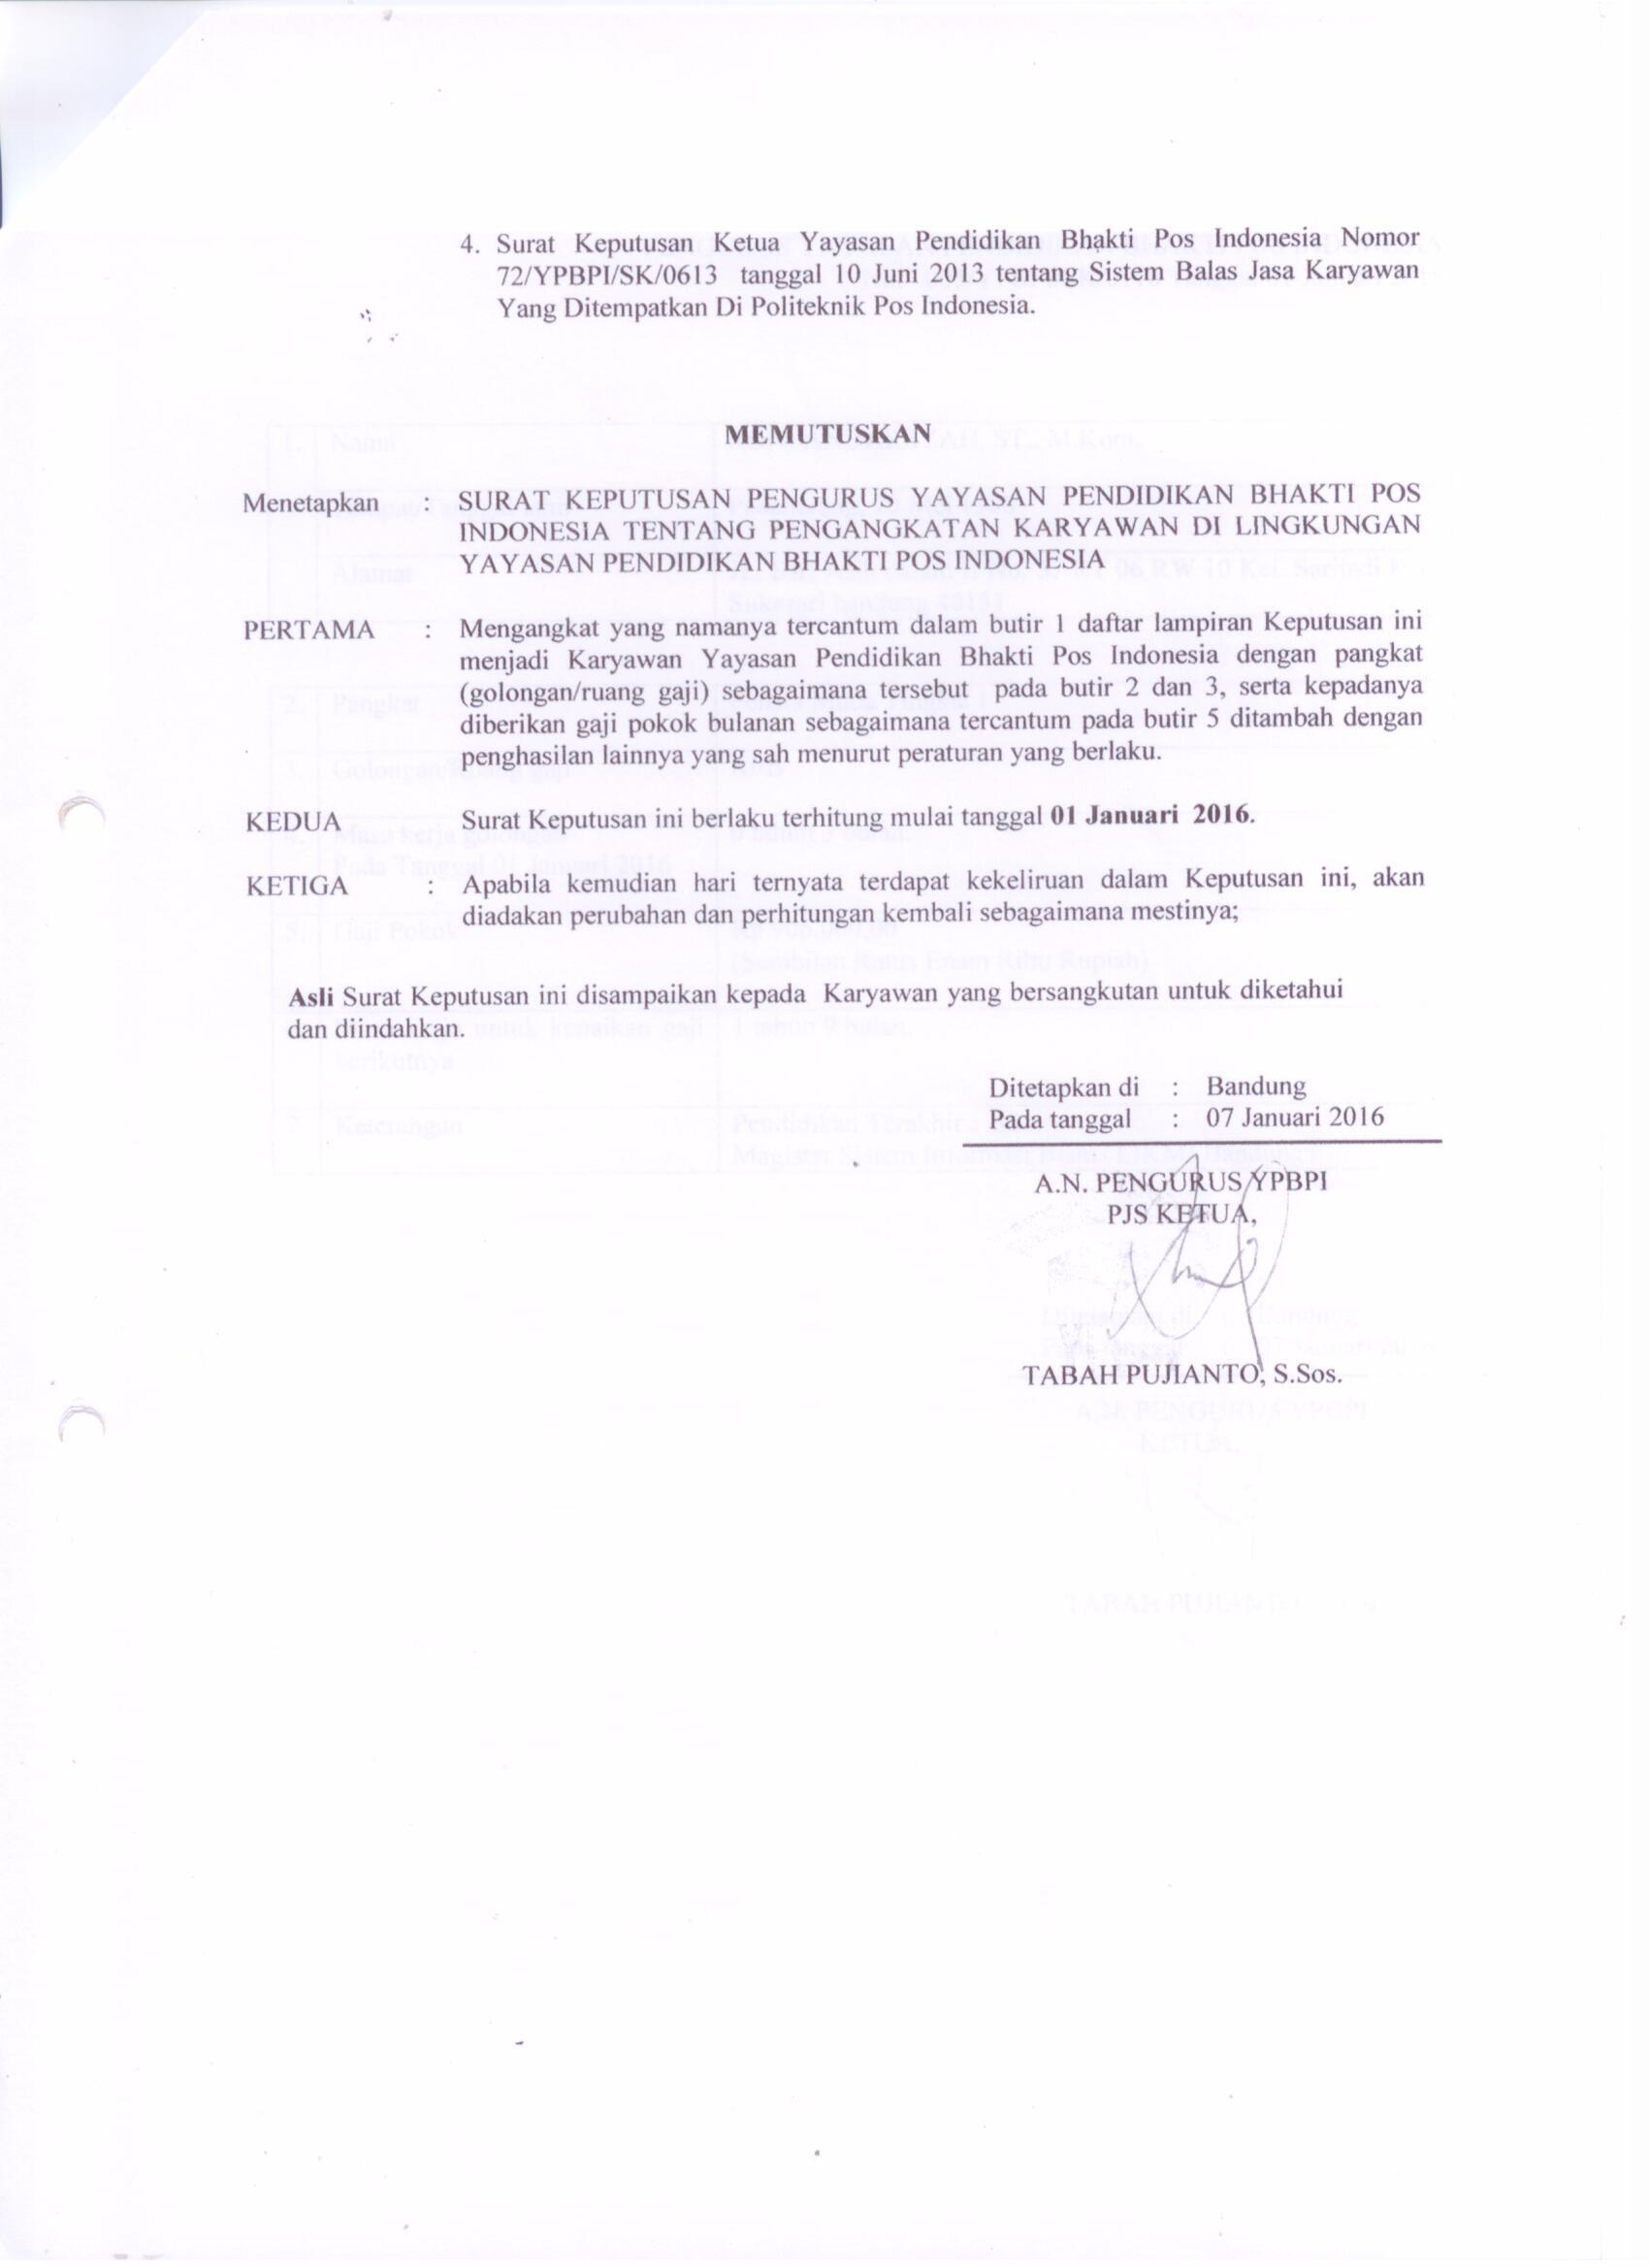 4. Surat Keputusan Ketua Yayasan Pendidikan Bhakti Pos Indonesia Nomor
72/YPBPI/SK/0613 tanggal 10 Juni 2013 tentang Sistem Balas Jasa Karyawan
Yang Ditempatkan Di Politeknik Pos Indonesia.
MEMUTUSKAN
Menetapkan : SURAT KEPUTUSAN PENGURUS YAYASAN PENDIDIKAN BHAKTI POS
INDONESIA TENTANG PENGANGKATAN KARYAWAN DI LINGKUNGAN
YAYASAN PENDIDIKAN BHAKTI POS INDONESIA
PERTAMA : Mengangkat yang namanya tercantum dalam butir 1 daftar lampiran Keputusan ini
menjadi Karyawan Yayasan Pendidikan Bhakti Pos Indonesia dengan pangkat
(golongan/ruang gaji) sebagaimana tersebut pada butir 2 dan 3, serta kepadanya
diberikan gaji pokok bulanan sebagaimana tercantum pada butir 5 ditambah dengan
penghasilan lainnya yang sah menurut peraturan yang berlaku.
KEDUA Surat Keputusan ini berlaku terhitung mulai tanggal 01 Januari 2016.
KETIGA : Apabila kemudian hari ternyata terdapat kekeliruan dalam Keputusan ini, akan
diadakan perubahan dan perhitungan kembali sebagaimana mestinya;
Asli Surat Keputusan ini disampaikan kepada Karyawan yang bersangkutan untuk diketahui
dan diindahkan.
Ditetapkan di : Bandung
Pada tanggal : 07 Januari 2016
A.N. PENGURUS YPBPI
PJS KETUA,
TABAH PUJIANTO, S.Sos.